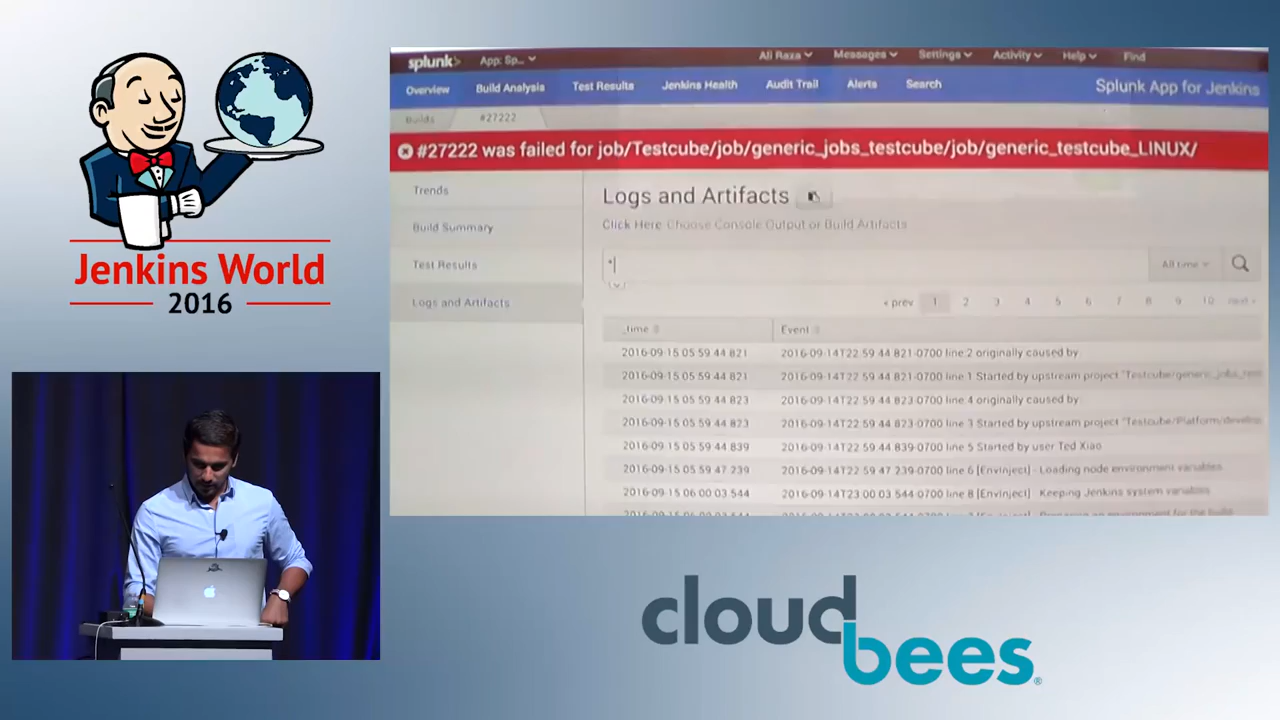 Jenkins World
2016
splunk> App: Sp... Ali Raza Messages Settings Activity Help Find
Overview Build Analysis Test Results Jenkins Health Audit Trail Alerts Search Splunk App for Jenkins
Builds #27222
#27222 was failed for job/Testcube/job/generic_jobs_testcube/job/generic_testcube_LINUX/
Trends
Build Summary
Test Results
Logs and Artifacts
Logs and Artifacts
Click Here Choose Console Output or Build Artifacts
*
All time
« prev 1 2 3 4 5 6 7 8 9 10 next »
_time Event
2016-09-15 05 59 44 821 2016-09-14T22 59 44 821-0700 line:2 originally caused by
2016-09-15 05 59 44 821 2016-09-14T22 59 44 821-0700 line 1 Started by upstream project "Testcube/generic_jobs_test
2016-09-15 05 59 44 823 2016-09-14T22 59 44 823-0700 line 4 originally caused by
2016-09-15 05 59 44 823 2016-09-14T22 59 44 823-0700 line 3 Started by upstream project "Testcube/Platform/develop
2016-09-15 05 59 44 839 2016-09-14T22 59 44 839-0700 line 5 Started by user Ted Xiao
2016-09-15 05 59 47 239 2016-09-14T22 59 47 239-0700 line 6 [EnvInject] - Loading node environment variables
2016-09-15 06 00 03 544 2016-09-14T23 00 03 544-0700 line 8 [EnvInject] - Keeping Jenkins system variables
cloudbees®